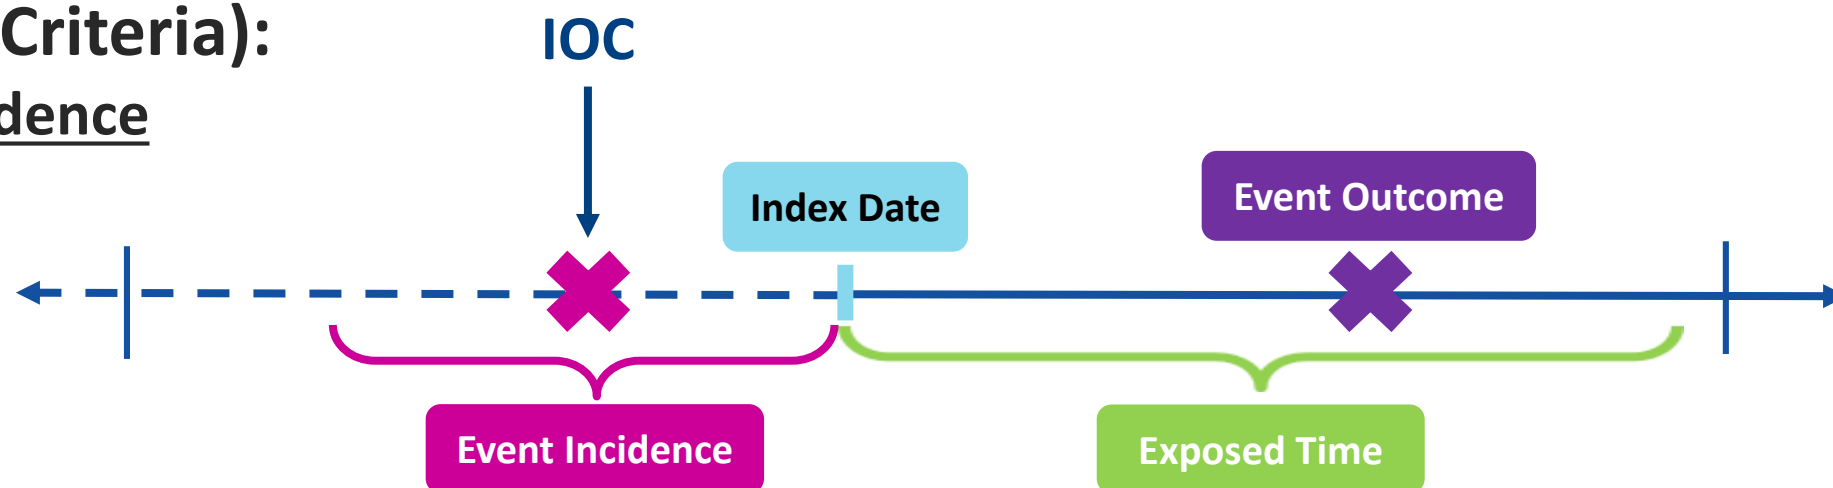 Criteria):
IOC
dence
Index Date
Event Outcome
Event Incidence
Exposed Time